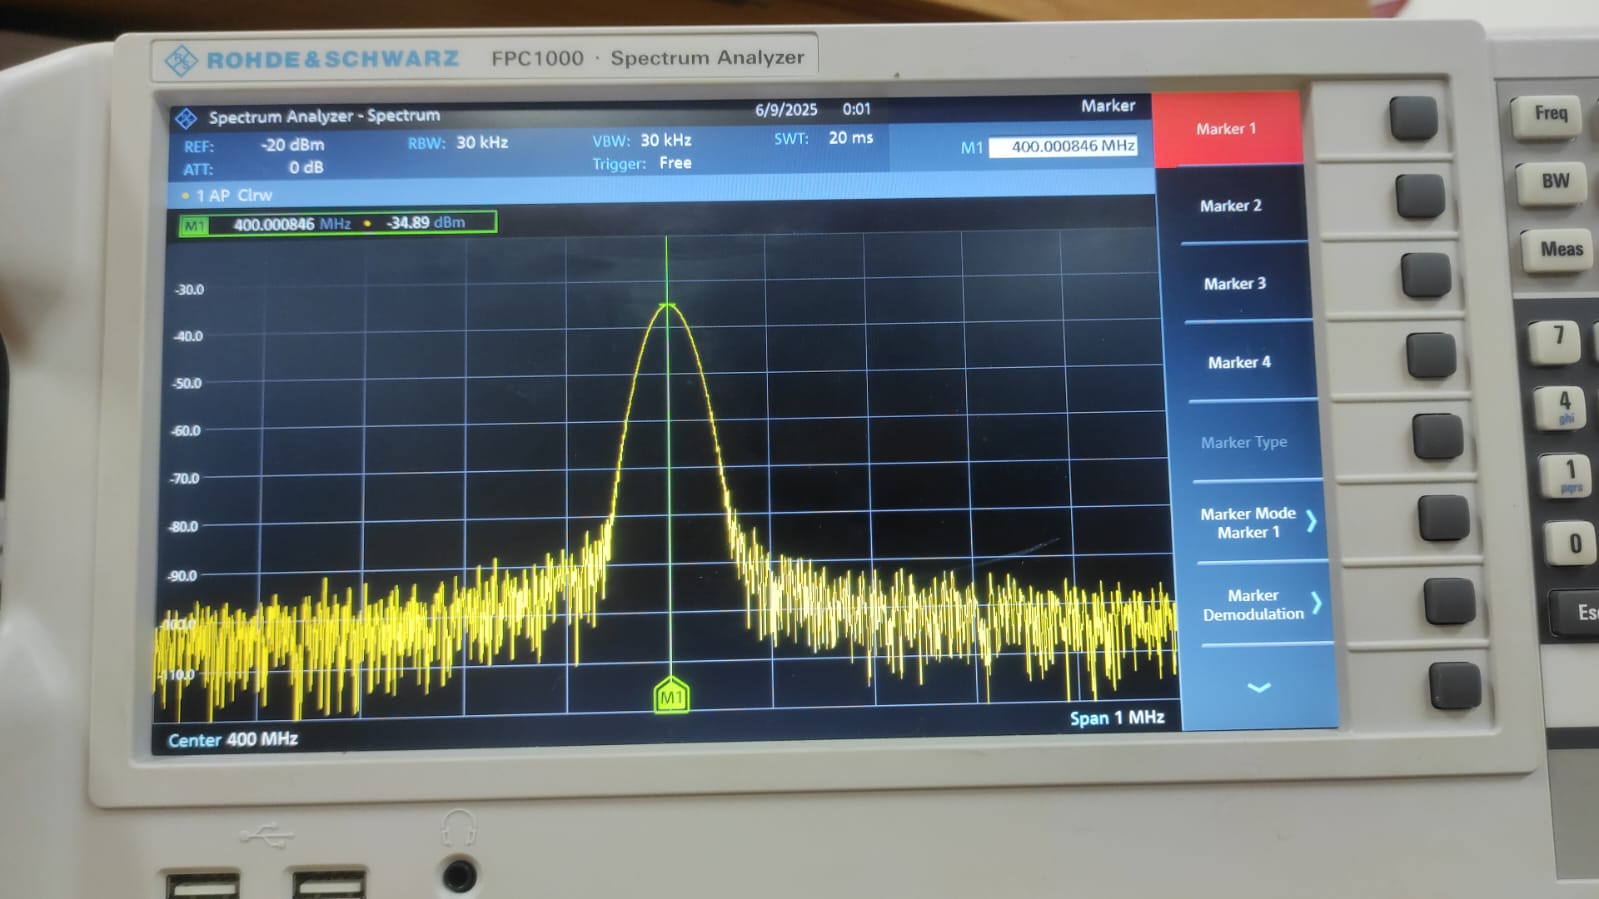 ROHDE & SCHWARZ FPC1000 · Spectrum Analyzer
Spectrum Analyzer - Spectrum 6/9/2025 0:01 Marker
REF: -20 dBm RBW: 30 kHz VBW: 30 kHz SWT: 20 ms M1 400.000846 MHz
ATT: 0 dB Trigger: Free
1 AP Clrw
M1 400.000846 MHz • -34.89 dBm
-30.0
-40.0
-50.0
-60.0
-70.0
-80.0
-90.0
-100.0
-110.0
M1
Center 400 MHz Span 1 MHz
Marker 1
Marker 2
Marker 3
Marker 4
Marker Type
Marker Mode
Marker 1
Marker
Demodulation
Freq
BW
Meas
7
4
ghi
1
pqrs
0